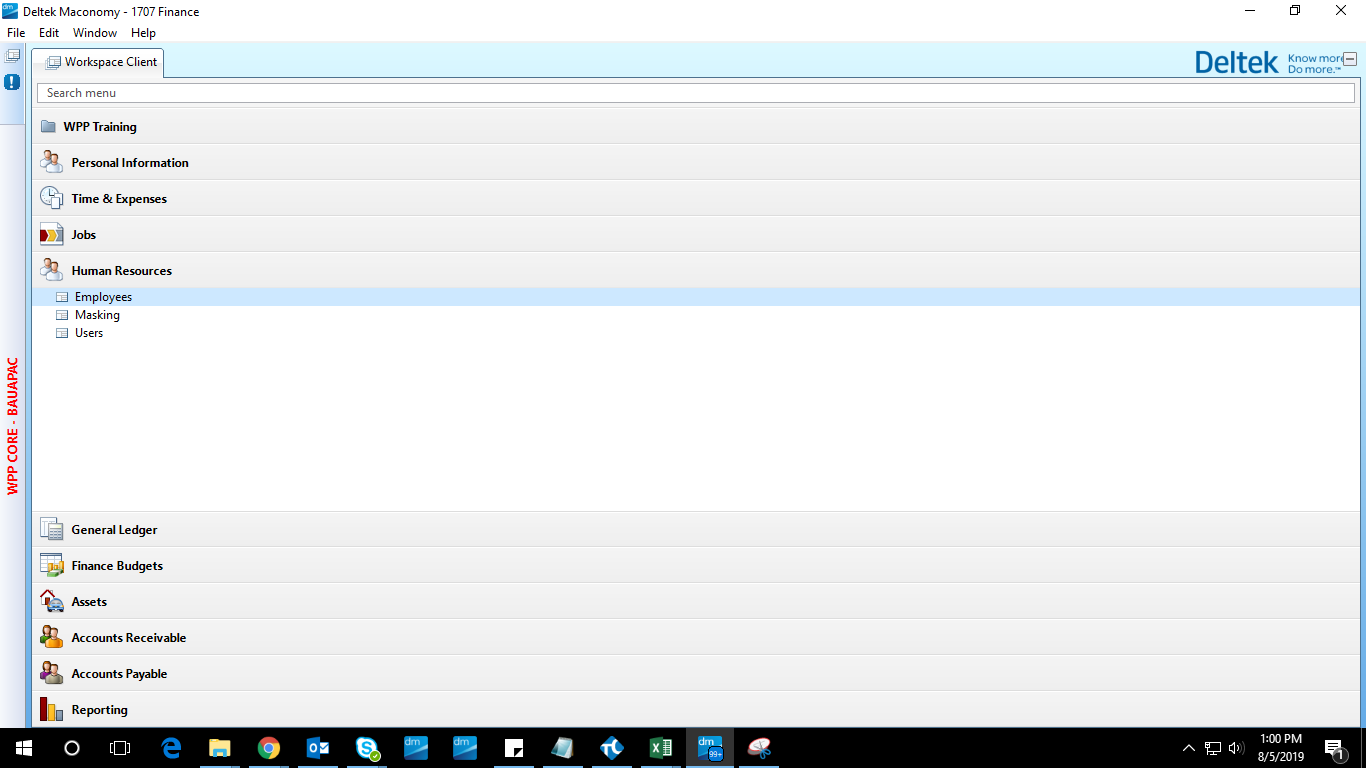 Deltek Maconomy - 1707 Finance
File Edit Window Help
Workspace Client
Deltek Know more Do more.™
Search menu
WPP Training
Personal Information
Time & Expenses
Jobs
Human Resources
Employees
Masking
Users
WPP CORE - BAUAPAC
General Ledger
Finance Budgets
Assets
Accounts Receivable
Accounts Payable
Reporting
dm dm dm 99+
1:00 PM
8/5/2019
1